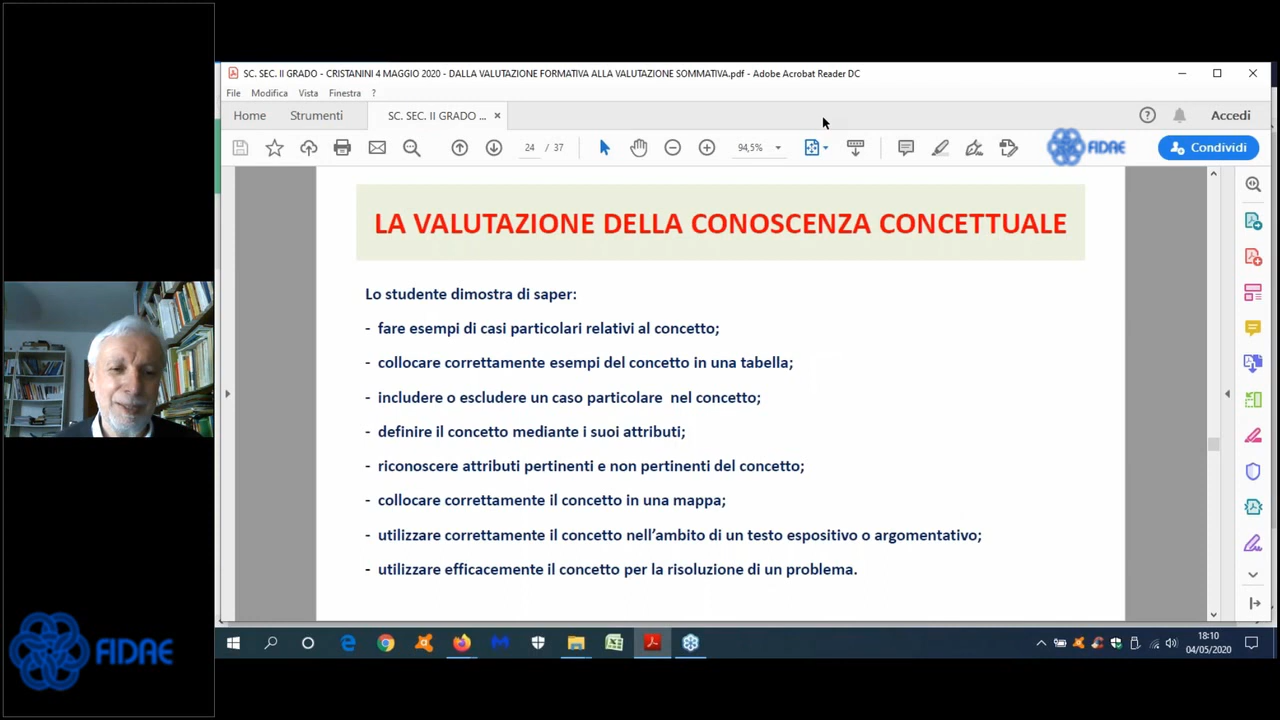 SC. SEC. II GRADO - CRISTANINI 4 MAGGIO 2020 - DALLA VALUTAZIONE FORMATIVA ALLA VALUTAZIONE SOMMATIVA.pdf - Adobe Acrobat Reader DC
File Modifica Vista Finestra ?
Home Strumenti SC. SEC. II GRADO ... × Accedi
24 / 37 94,5% FIDAE Condividi
LA VALUTAZIONE DELLA CONOSCENZA CONCETTUALE
Lo studente dimostra di saper:
- fare esempi di casi particolari relativi al concetto;
- collocare correttamente esempi del concetto in una tabella;
- includere o escludere un caso particolare nel concetto;
- definire il concetto mediante i suoi attributi;
- riconoscere attributi pertinenti e non pertinenti del concetto;
- collocare correttamente il concetto in una mappa;
- utilizzare correttamente il concetto nell’ambito di un testo espositivo o argomentativo;
- utilizzare efficacemente il concetto per la risoluzione di un problema.
FIDAE
18:10
04/05/2020